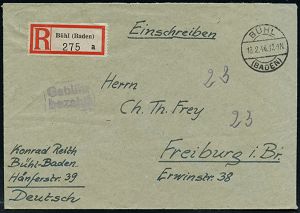 R
Bühl (Baden)
275 a
Einschreiben
BÜHL
(BADEN)
Gebühr
bezahlt
Herrn
Ch. Th. Frey
23
23
Freiburg i. Br.
Erwinstr. 38
Konrad Reith
Bühl-Baden
Hänferstr. 39
Deutsch